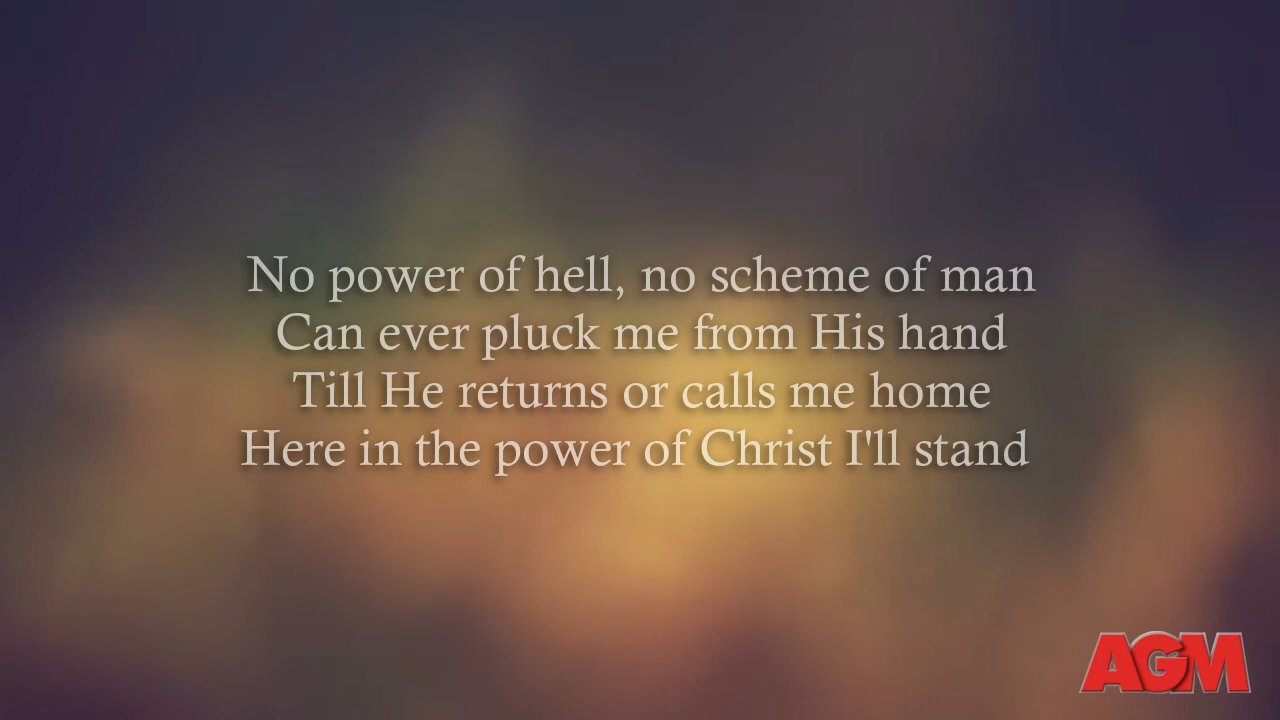 No power of hell, no scheme of man
Can ever pluck me from His hand
Till He returns or calls me home
Here in the power of Christ I'll stand
AGM